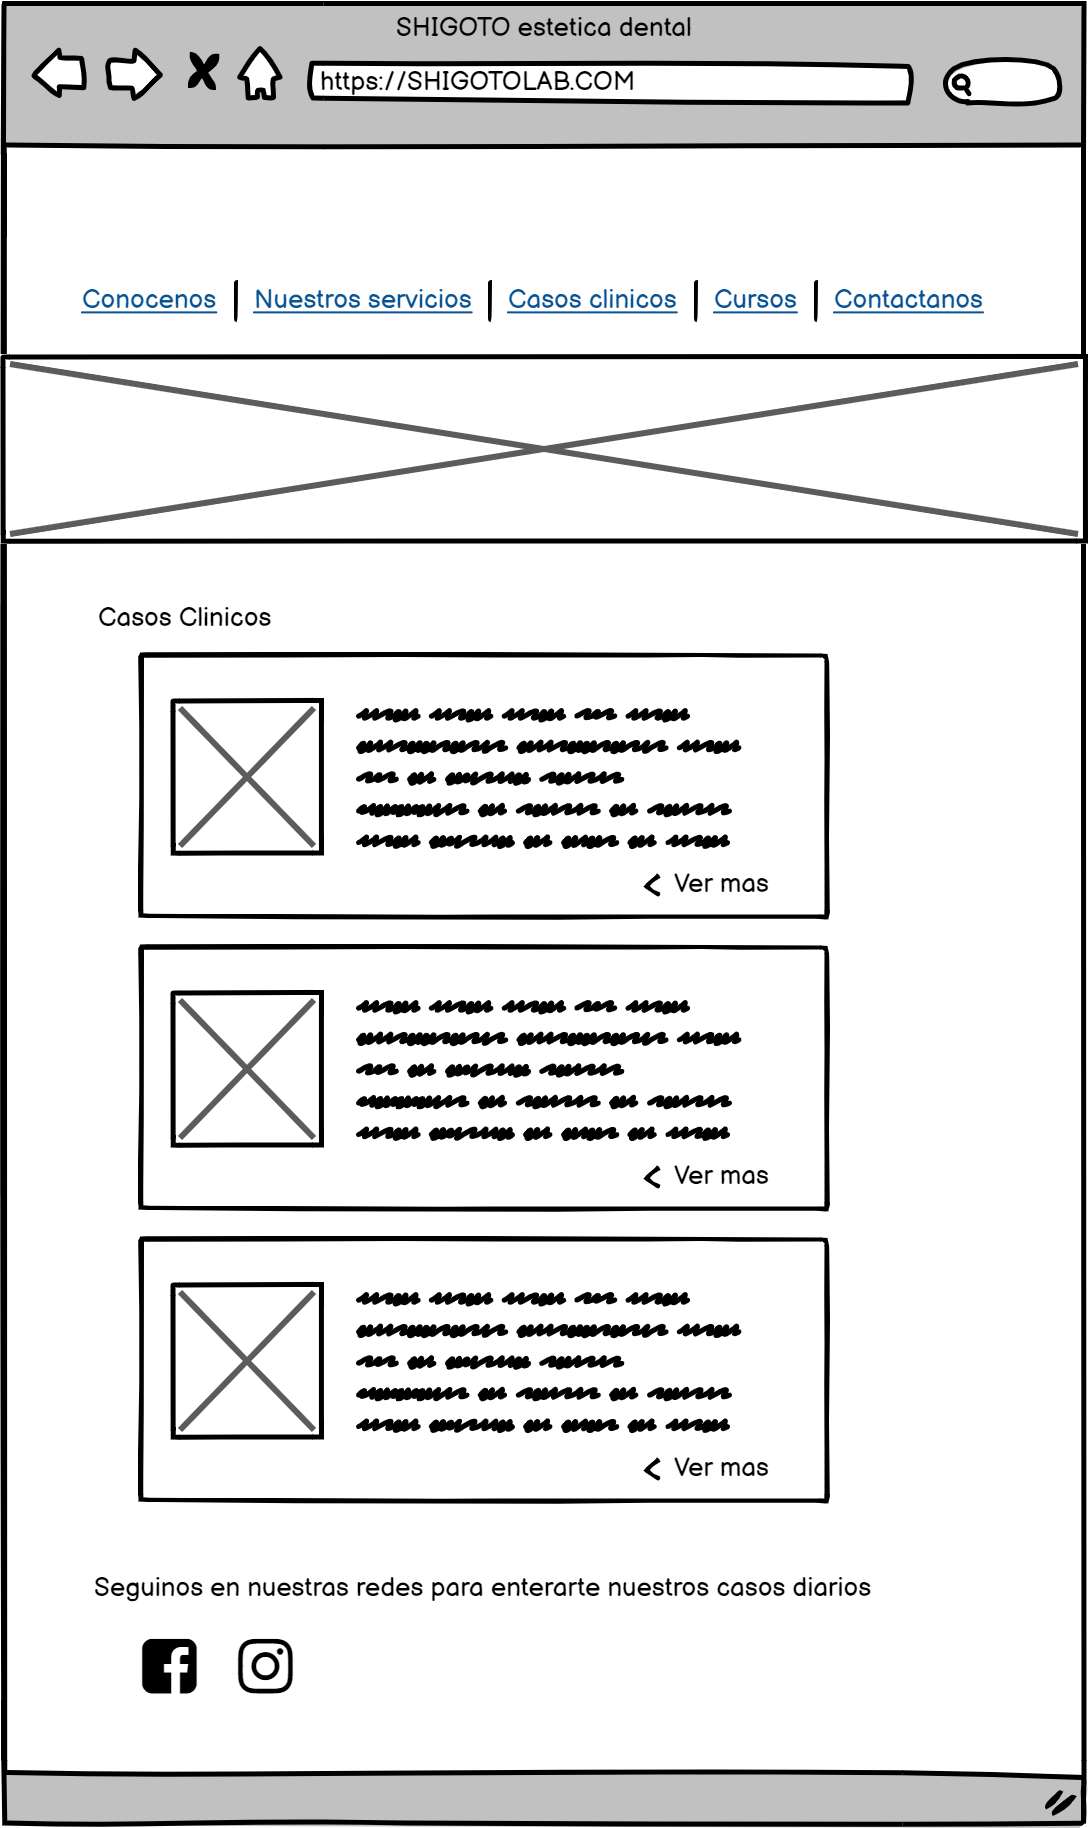 SHIGOTO estetica dental
https://SHIGOTOLAB.COM
Conocenos Nuestros servicios Casos clinicos Cursos Contactanos
Casos Clinicos
Ver mas
Ver mas
Ver mas
Seguinos en nuestras redes para enterarte nuestros casos diarios